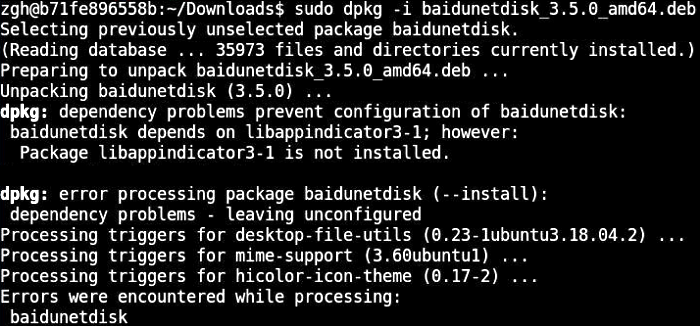 zgh@b71fe896558b:~/Downloads$ sudo dpkg -i baidunetdisk_3.5.0_amd64.deb
Selecting previously unselected package baidunetdisk.
(Reading database ... 35973 files and directories currently installed.)
Preparing to unpack baidunetdisk_3.5.0_amd64.deb ...
Unpacking baidunetdisk (3.5.0) ...
dpkg: dependency problems prevent configuration of baidunetdisk:
 baidunetdisk depends on libappindicator3-1; however:
  Package libappindicator3-1 is not installed.

dpkg: error processing package baidunetdisk (--install):
 dependency problems - leaving unconfigured
Processing triggers for desktop-file-utils (0.23-1ubuntu3.18.04.2) ...
Processing triggers for mime-support (3.60ubuntu1) ...
Processing triggers for hicolor-icon-theme (0.17-2) ...
Errors were encountered while processing:
 baidunetdisk